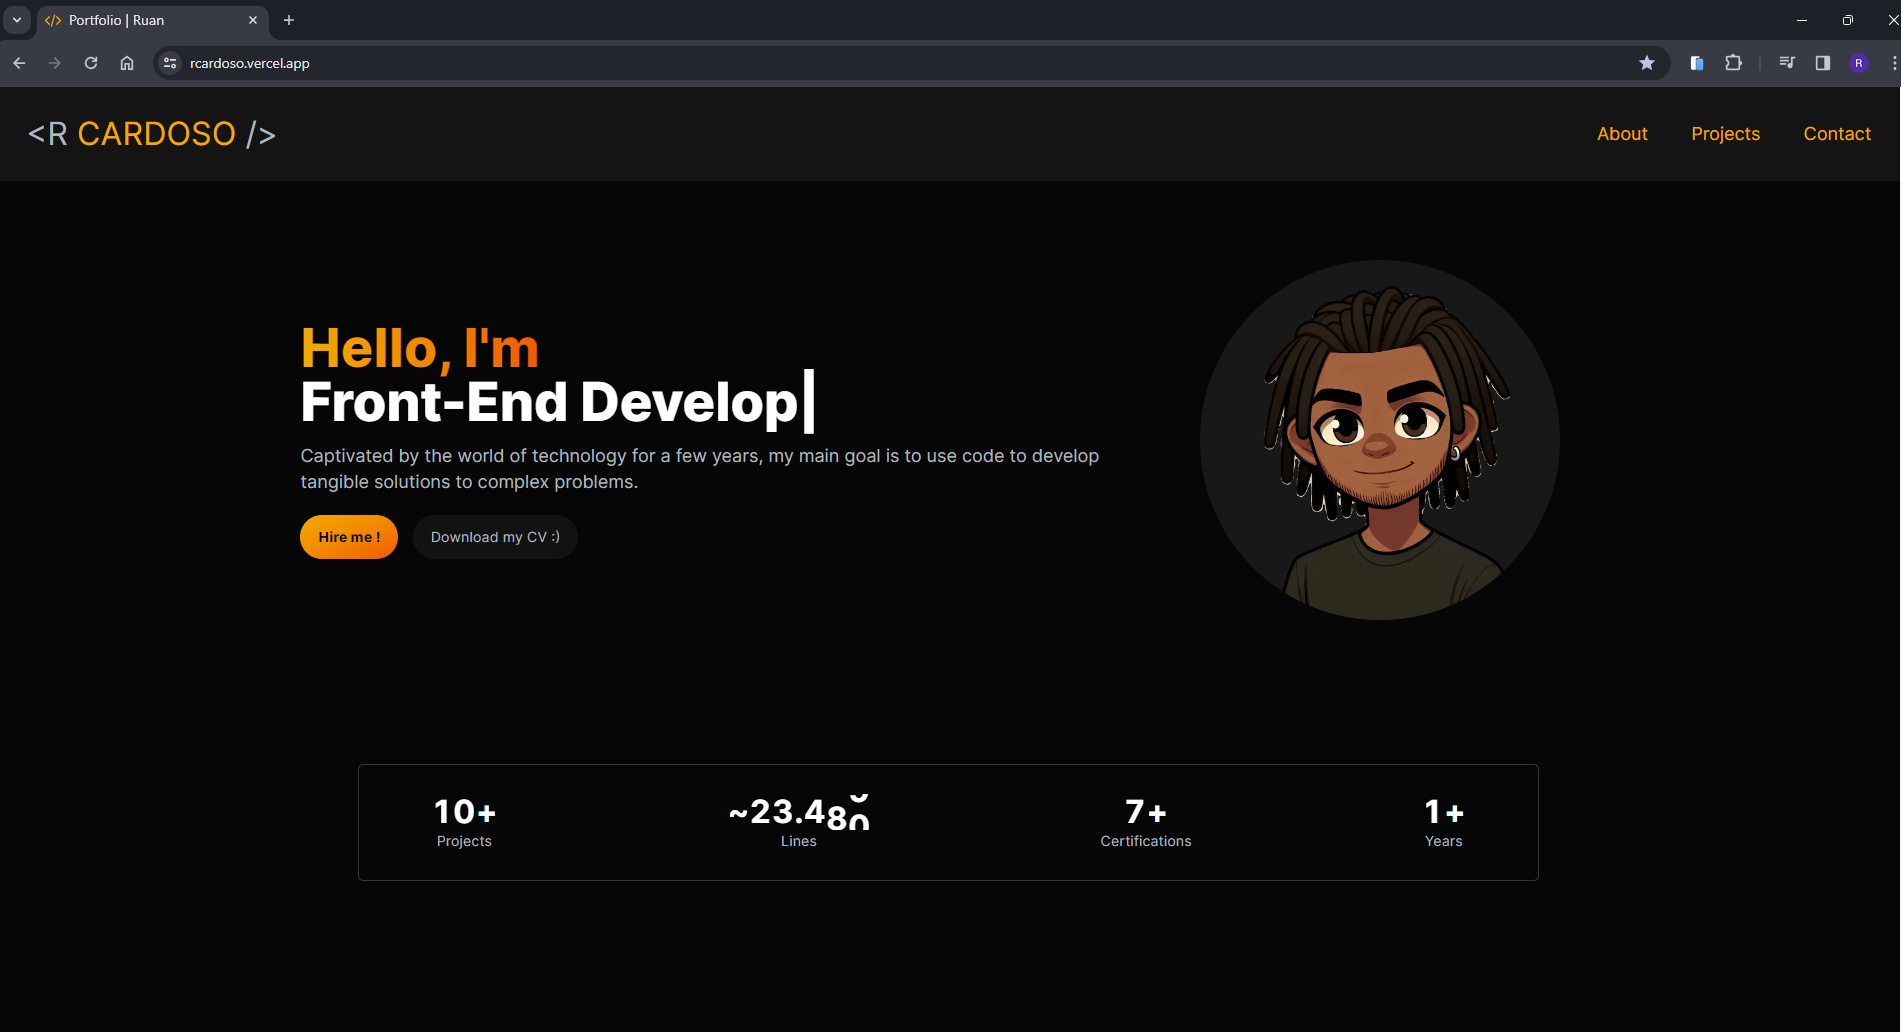 Portfolio | Ruan
rcardoso.vercel.app
R
<R CARDOSO />
About
Projects
Contact
Hello, I'm
Front-End Develop
Captivated by the world of technology for a few years, my main goal is to use code to develop
tangible solutions to complex problems.
Hire me !
Download my CV :)
10+
Projects
~23.48
Lines
7+
Certifications
1+
Years